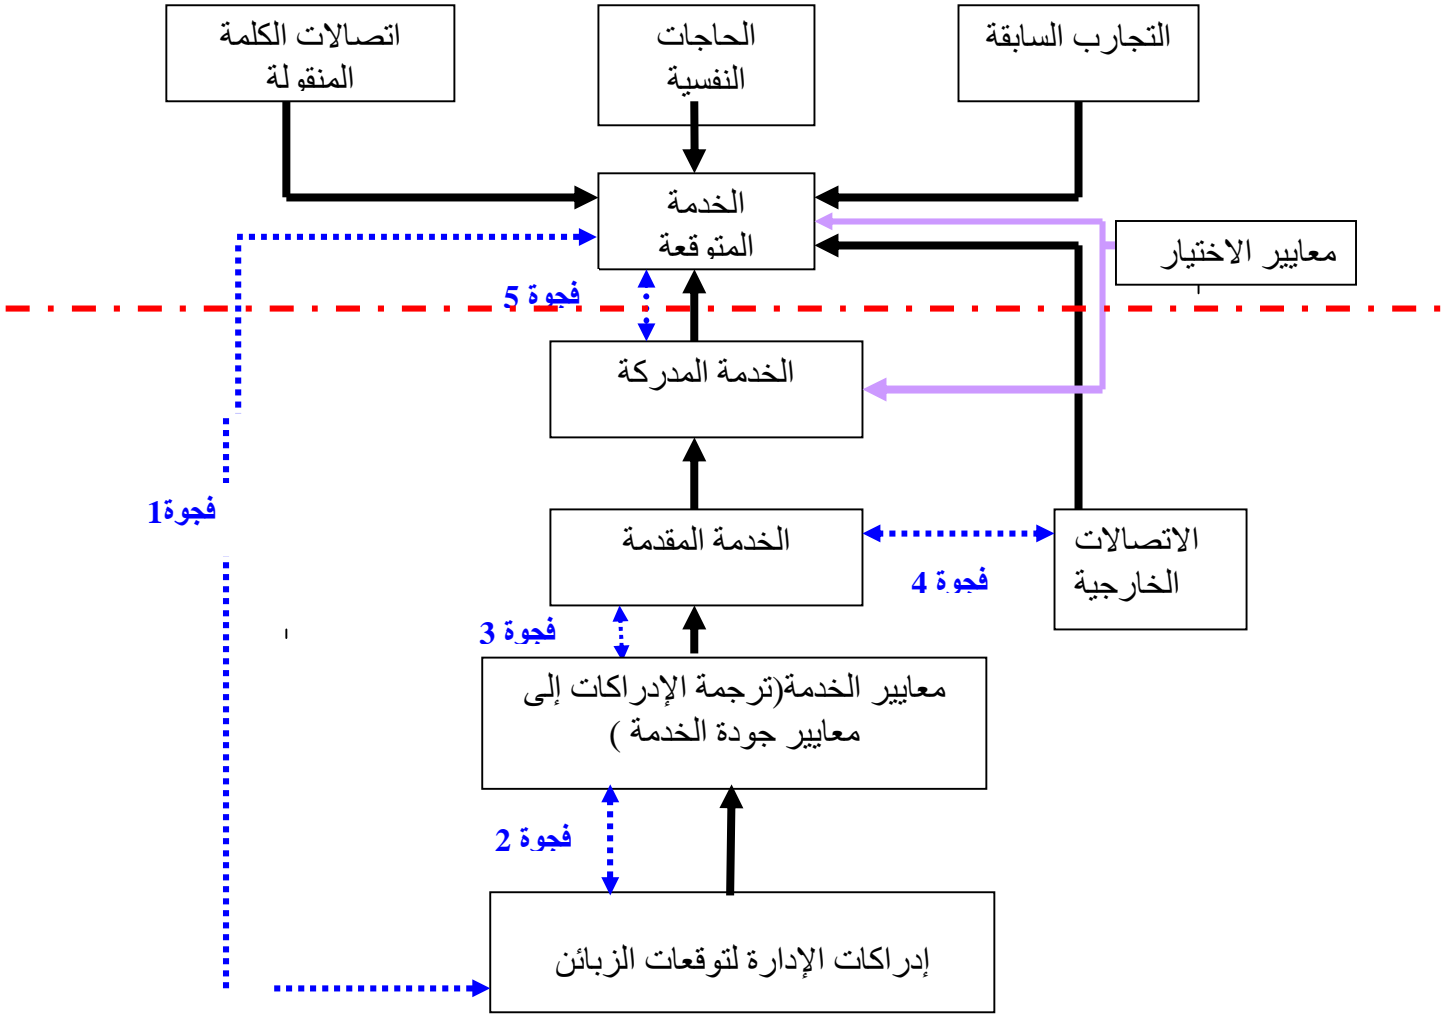 التجارب السابقة
الحاجات
النفسية
اتصالات الكلمة
المنقولة
الخدمة
المتوقعة
معايير الاختيار
فجوة 5
الخدمة المدركة
فجوة1
الخدمة المقدمة
الاتصالات
الخارجية
فجوة 4
فجوة 3
معايير الخدمة(ترجمة الإدراكات إلى
معايير جودة الخدمة )
فجوة 2
إدراكات الإدارة لتوقعات الزبائن